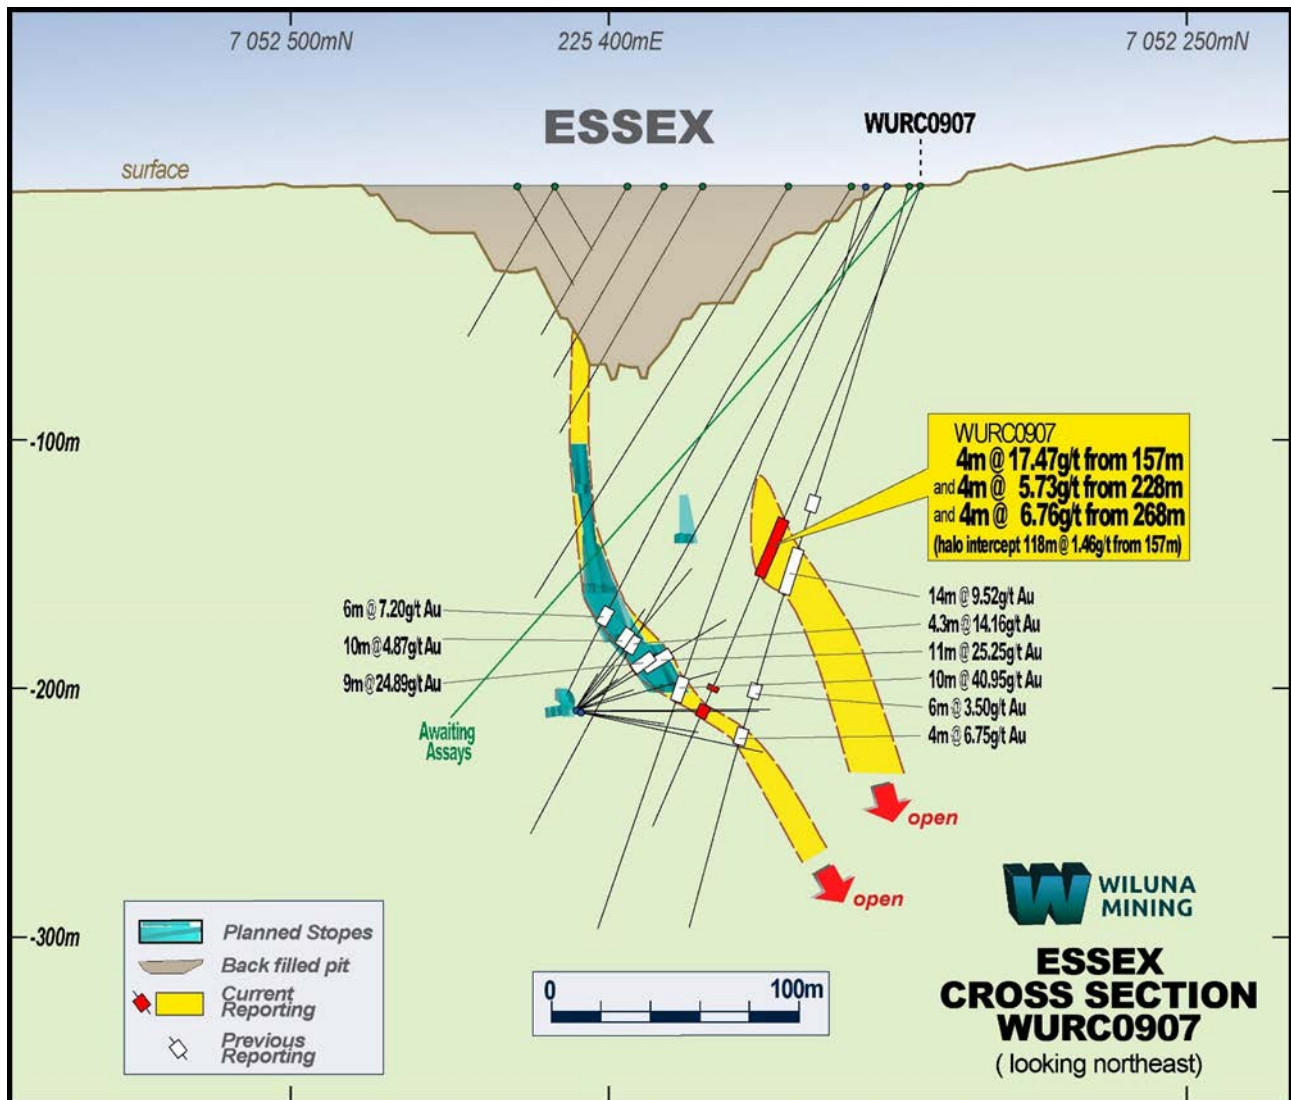 7 052 500mN
225 400mE
7 052 250mN
ESSEX
WURC0907
surface
-100m
WURC0907
4m @ 17.47g/t from 157m
and 4m @ 5.73g/t from 228m
and 4m @ 6.76g/t from 268m
(halo intercept 118m @ 1.46g/t from 157m)
6m @ 7.20g/t Au
10m @ 4.87g/t Au
9m @ 24.89g/t Au
14m @ 9.52g/t Au
4.3m @ 14.16g/t Au
11m @ 25.25g/t Au
10m @ 40.95g/t Au
6m @ 3.50g/t Au
4m @ 6.75g/t Au
-200m
Awaiting
Assays
open
open
-300m
Planned Stopes
Back filled pit
Current
Reporting
Previous
Reporting
0 100m
WILUNA
MINING
ESSEX
CROSS SECTION
WURC0907
( looking northeast)